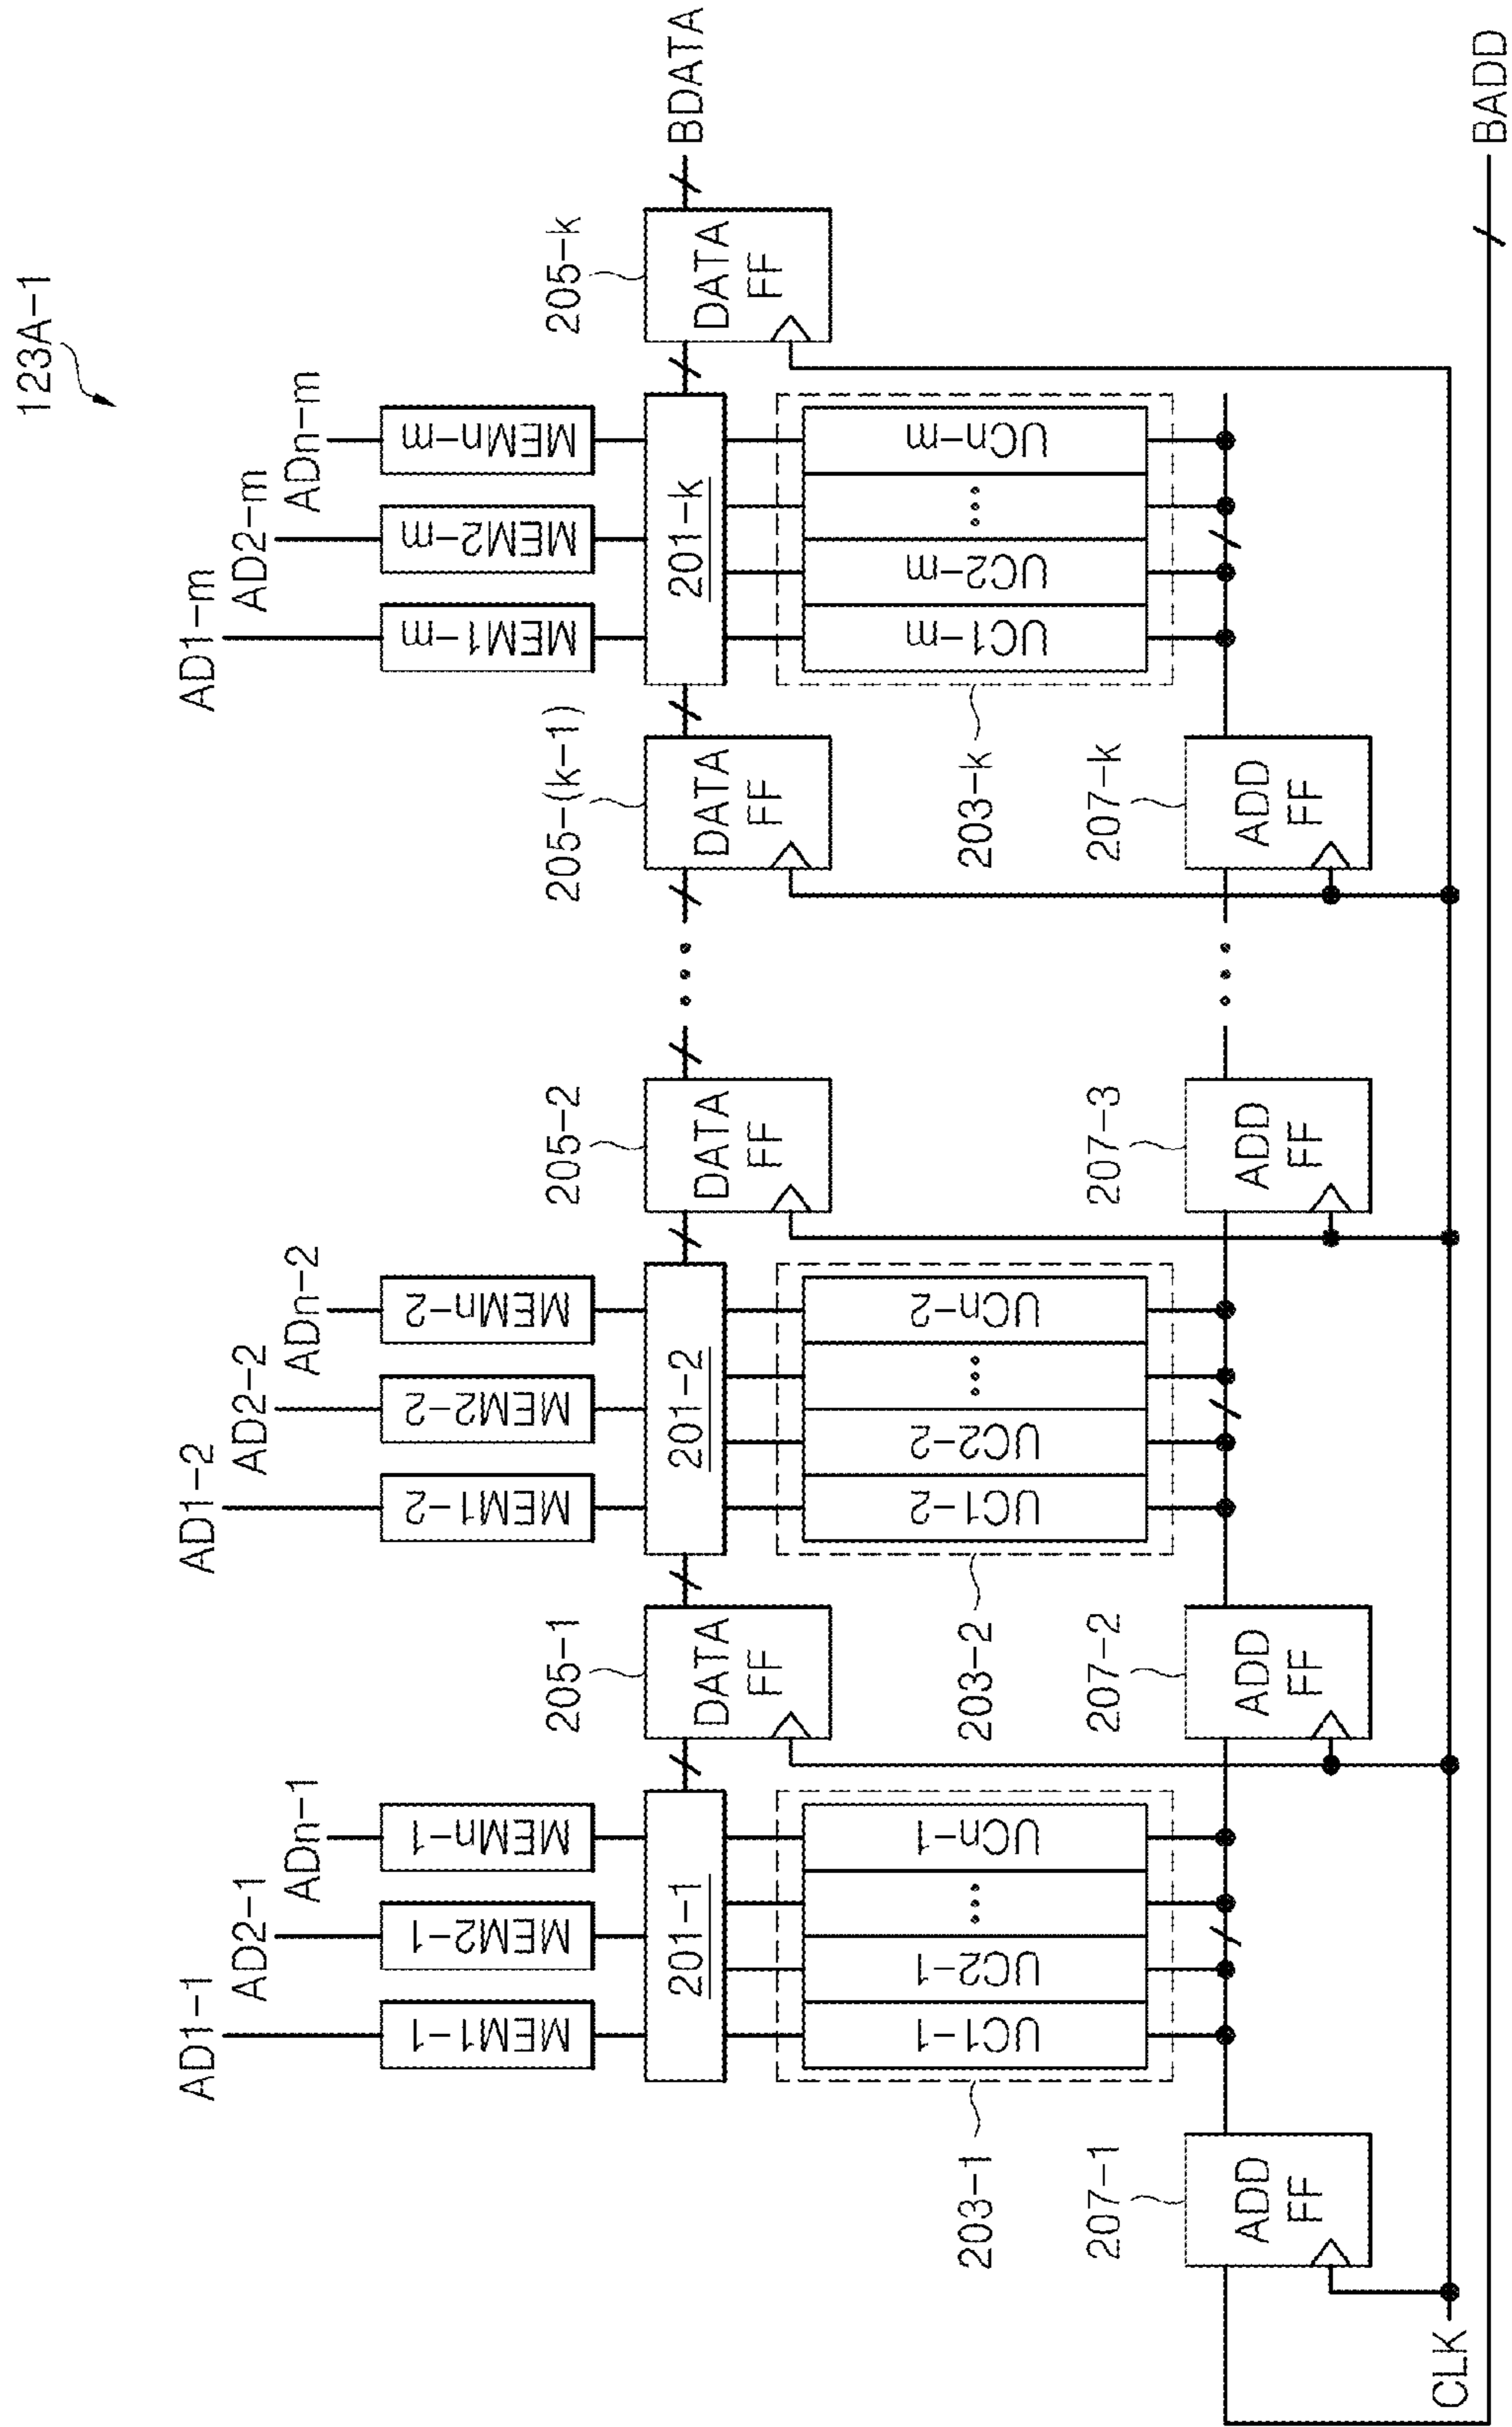 123A-1
AD1-1
AD2-1
ADn-1
AD1-2
AD2-2
ADn-2
AD1-m
AD2-m
ADn-m
MEM1-1
MEM2-1
MEMn-1
MEM1-2
MEM2-2
MEMn-2
MEM1-m
MEM2-m
MEMn-m
205-1
205-2
205-(k-1)
205-k
201-1
DATA
FF
201-2
DATA
FF
DATA
FF
201-k
DATA
FF
BDATA
UC1-1
UC2-1
...
UCn-1
UC1-2
UC2-2
...
UCn-2
UC1-m
UC2-m
...
UCn-m
203-1
203-2
203-k
207-1
207-2
207-3
207-k
ADD
FF
ADD
FF
ADD
FF
ADD
FF
CLK
BADD